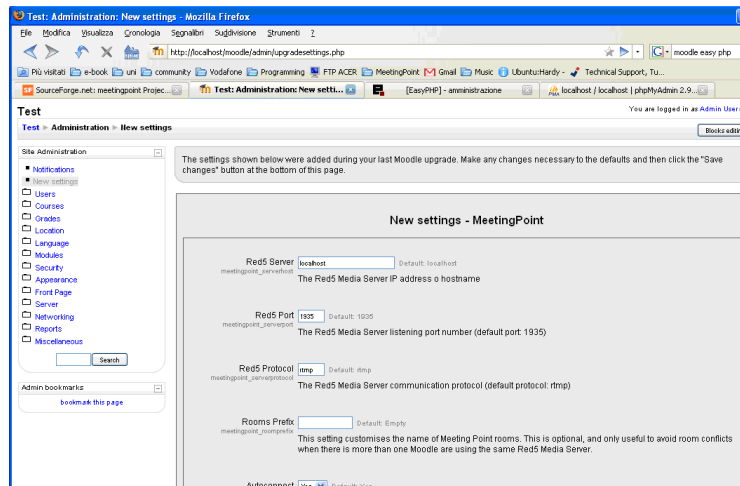 Test: Administration: New settings - Mozilla Firefox
File Modifica Visualizza Cronologia Segnalibri Suddivisione Strumenti ?
http://localhost/moodle/admin/upgradesettings.php
moodle easy php
Più visitati e-book uni community Vodafone Programming FTP ACER MeetingPoint Gmail Music Ubuntu:Hardy - Technical Support, Tu...
SourceForge.net: meetingpoint Projec... Test: Administration: New setti... [EasyPHP] - amministrazione localhost / localhost | phpMyAdmin 2.9...
Test
You are logged in as Admin User
Test ► Administration ► New settings
Blocks editin
Site Administration
Notifications
New settings
Users
Courses
Grades
Location
Language
Modules
Security
Appearance
Front Page
Server
Networking
Reports
Miscellaneous
Search
Admin bookmarks
bookmark this page
The settings shown below were added during your last Moodle upgrade. Make any changes necessary to the defaults and then click the "Save
changes" button at the bottom of this page.
New settings - MeetingPoint
Red5 Server localhost Default: localhost
meetingpoint_serverhost
The Red5 Media Server IP address o hostname
Red5 Port 1935 Default: 1935
meetingpoint_serverport
The Red5 Media Server listening port number (default port: 1935)
Red5 Protocol rtmp Default: rtmp
meetingpoint_serverprotocol
The Red5 Media Server communication protocol (default protocol: rtmp)
Rooms Prefix Default: Empty
meetingpoint_roomprefix
This setting customises the name of Meeting Point rooms. This is optional, and only useful to avoid room conflicts
when there is more than one Moodle are using the same Red5 Media Server.
Autoconnect Yes Default: Yes